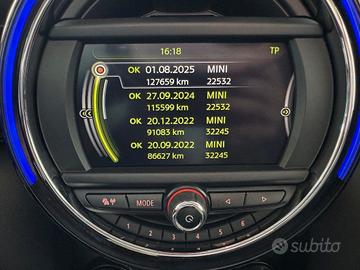 16:18 TP
OK 01.08.2025 MINI
127659 km 22532
OK 27.09.2024 MINI
115599 km 22532
OK 20.12.2022 MINI
91083 km 32245
OK 20.09.2022 MINI
86627 km 32245
MODE
1 2 3 4 5 6
subito